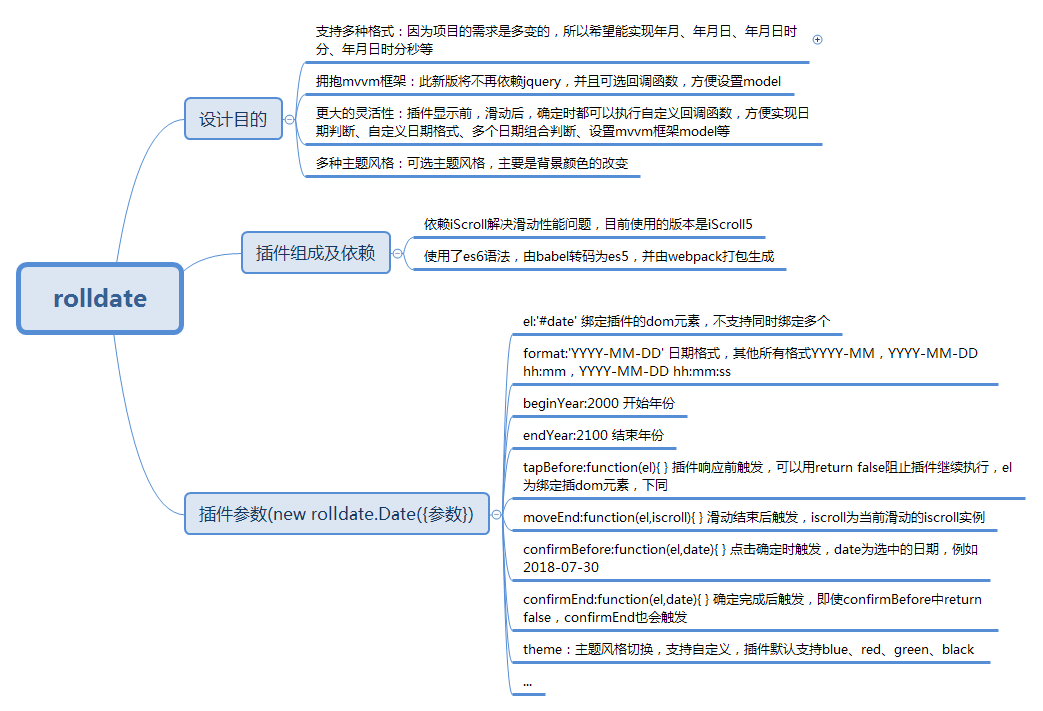 支持多种格式：因为项目的需求是多变的，所以希望能实现年月、年月日、年月日时
分、年月日时分秒等
拥抱mvvm框架：此新版将不再依赖jquery，并且可选回调函数，方便设置model
设计目的
更大的灵活性：插件显示前，滑动后，确定时都可以执行自定义回调函数，方便实现日
期判断、自定义日期格式、多个日期组合判断、设置mvvm框架model等
多种主题风格：可选主题风格，主要是背景颜色的改变
依赖iScroll解决滑动性能问题，目前使用的版本是iScroll5
插件组成及依赖
使用了es6语法，由babel转码为es5，并由webpack打包生成
rolldate
el:'#date' 绑定插件的dom元素，不支持同时绑定多个
format:'YYYY-MM-DD' 日期格式，其他所有格式YYYY-MM，YYYY-MM-DD
hh:mm，YYYY-MM-DD hh:mm:ss
beginYear:2000 开始年份
endYear:2100 结束年份
tapBefore:function(el){ } 插件响应前触发，可以用return false阻止插件继续执行，el
为绑定插dom元素，下同
插件参数(new rolldate.Date({参数})
moveEnd:function(el,iscroll){ } 滑动结束后触发，iscroll为当前滑动的iscroll实例
confirmBefore:function(el,date){ } 点击确定时触发，date为选中的日期，例如
2018-07-30
confirmEnd:function(el,date){ } 确定完成后触发，即使confirmBefore中return
false，confirmEnd也会触发
theme：主题风格切换，支持自定义，插件默认支持blue、red、green、black
...